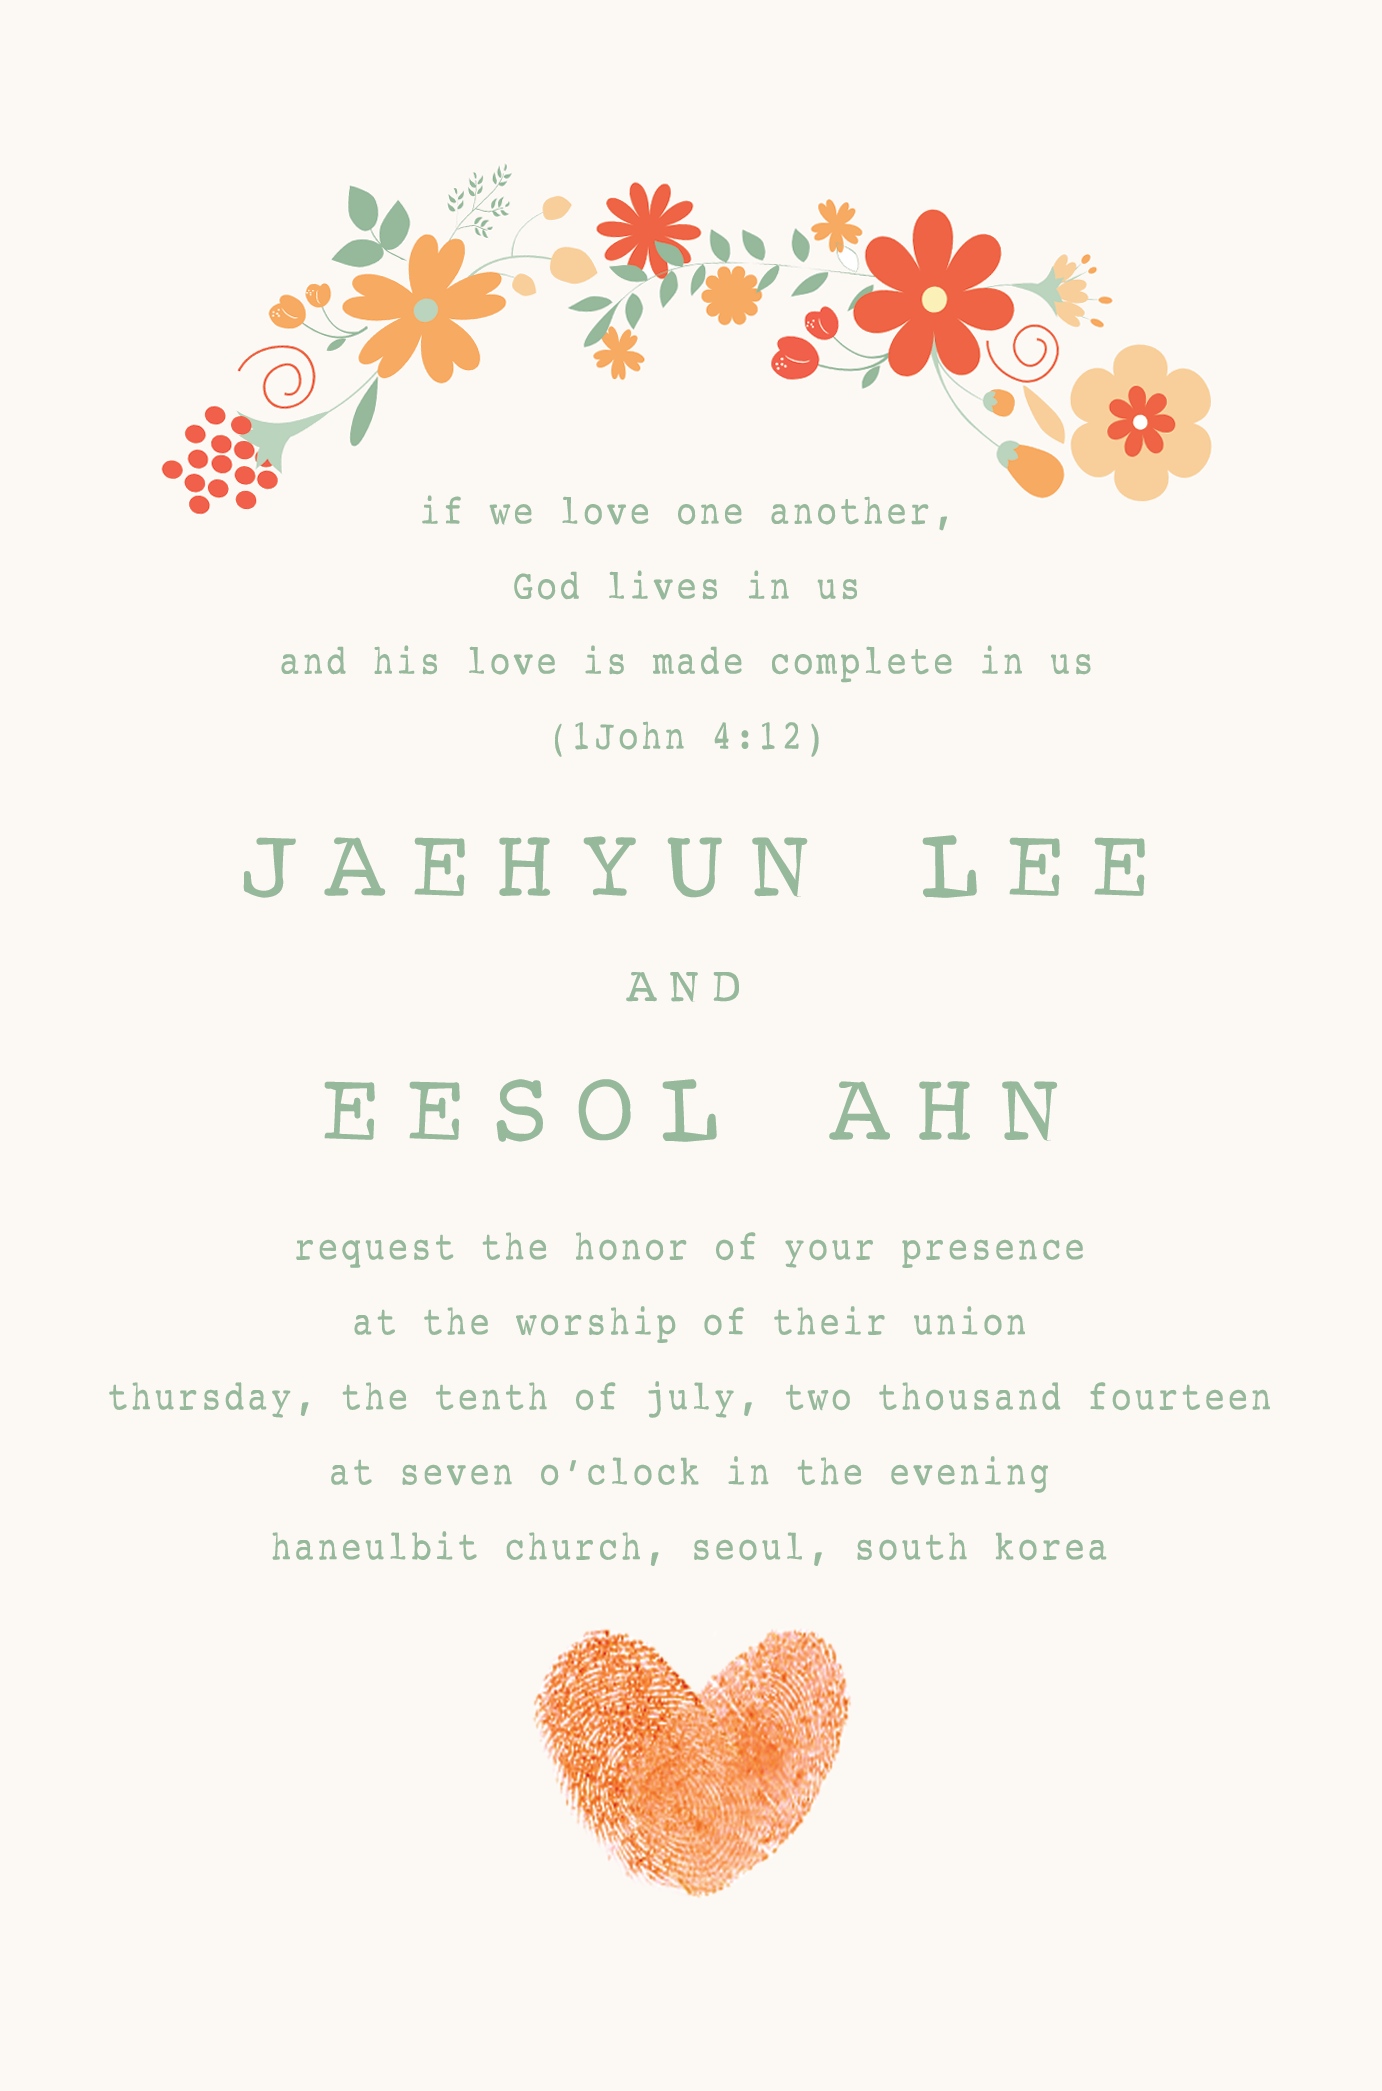 if we love one another,
God lives in us
and his love is made complete in us
(1John 4:12)
JAEHYUN LEE
AND
EESOL AHN
request the honor of your presence
at the worship of their union
thursday, the tenth of july, two thousand fourteen
at seven o’clock in the evening
haneulbit church, seoul, south korea